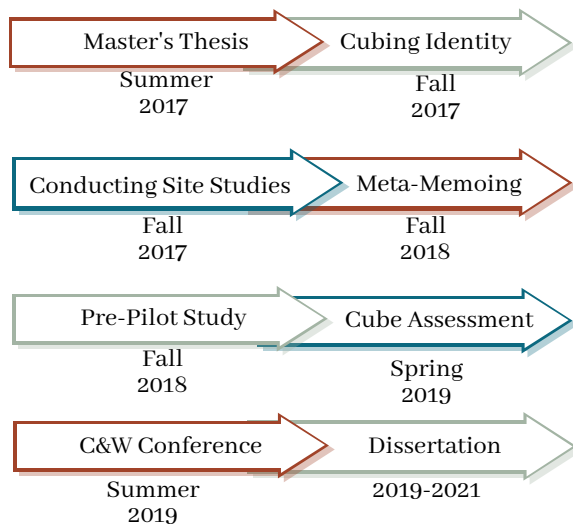 Master's Thesis
Summer
2017
Cubing Identity
Fall
2017
Conducting Site Studies
Fall
2017
Meta-Memoing
Fall
2018
Pre-Pilot Study
Fall
2018
Cube Assessment
Spring
2019
C&W Conference
Summer
2019
Dissertation
2019-2021